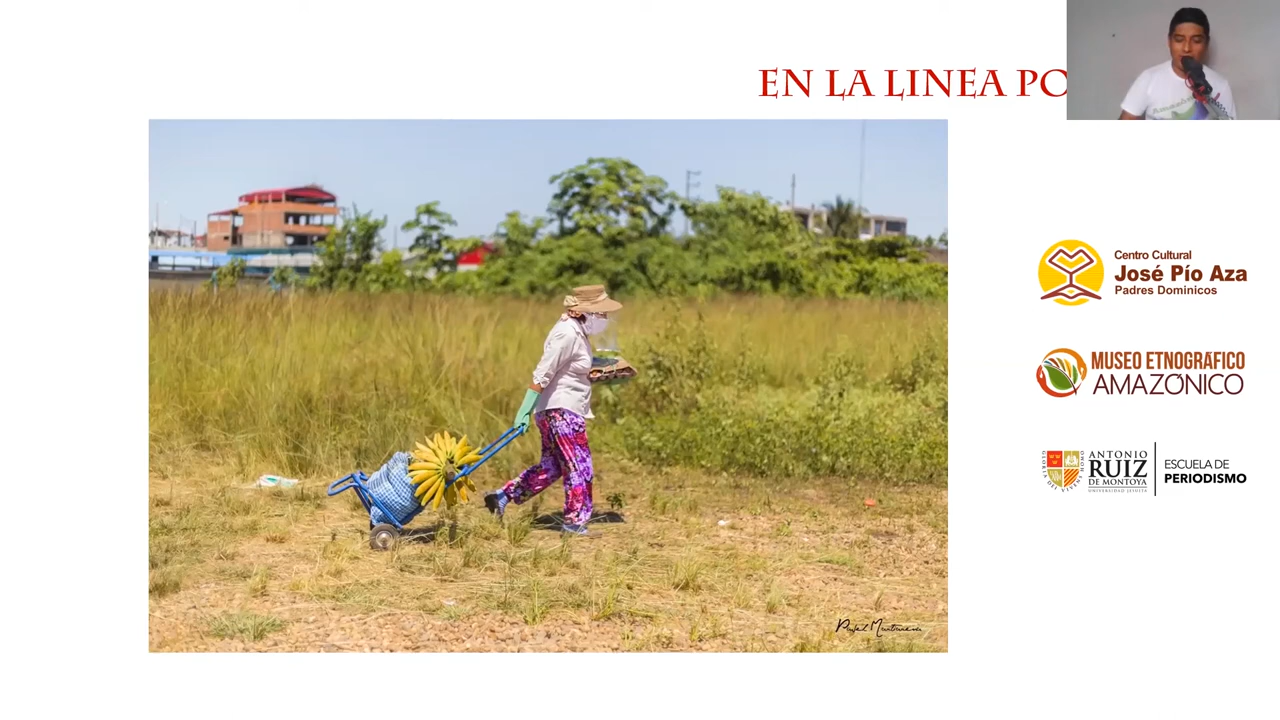 EN LA LINEA PO
Centro Cultural
José Pío Aza
Padres Dominicos
MUSEO ETNOGRÁFICO
AMAZÓNICO
ANTONIO
RUIZ
DE MONTOYA
UNIVERSIDAD JESUITA
ESCUELA DE
PERIODISMO